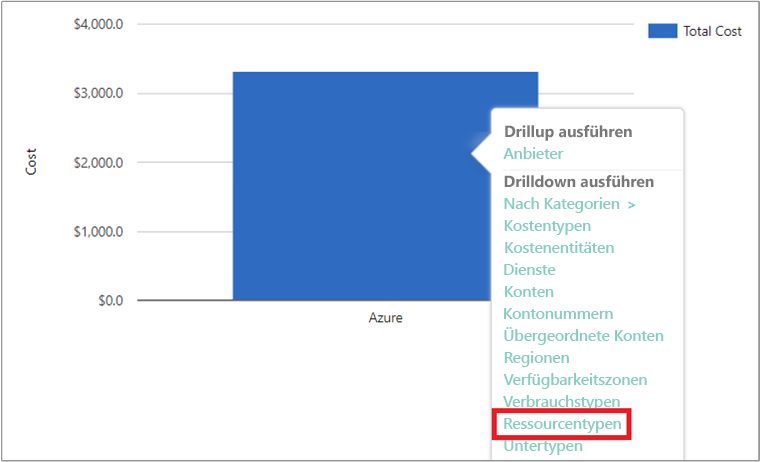 $4,000.0
Total Cost
$3,000.0
$2,000.0
$1,000.0
$0.0
Cost
Azure
Drillup ausführen
Anbieter
Drilldown ausführen
Nach Kategorien >
Kostentypen
Kostenentitäten
Dienste
Konten
Kontonummern
Übergeordnete Konten
Regionen
Verfügbarkeitszonen
Verbrauchstypen
Ressourcentypen
Untertypen